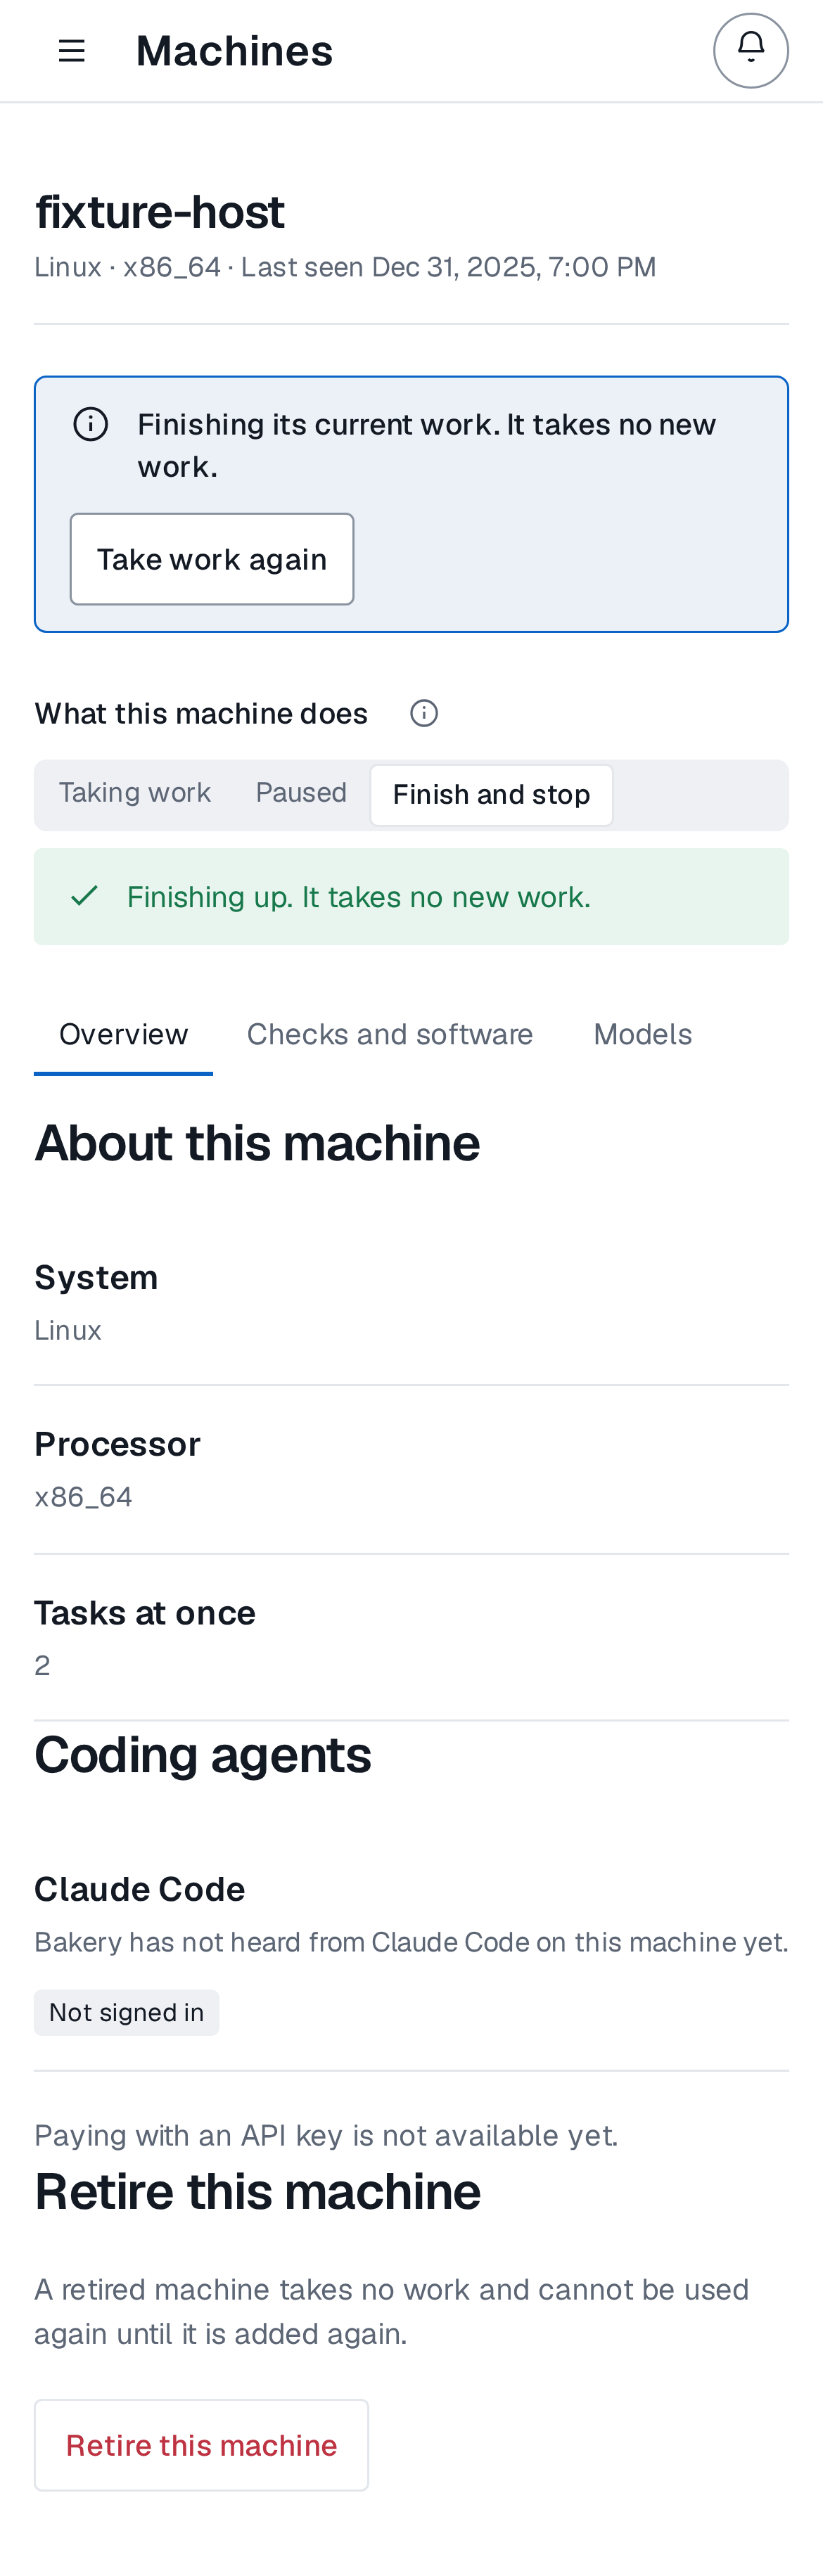 Machines
fixture-host
Linux · x86_64 · Last seen Dec 31, 2025, 7:00 PM
Finishing its current work. It takes no new
work.
Take work again
What this machine does
Taking work Paused Finish and stop
Finishing up. It takes no new work.
Overview Checks and software Models
About this machine
System
Linux
Processor
x86_64
Tasks at once
2
Coding agents
Claude Code
Bakery has not heard from Claude Code on this machine yet.
Not signed in
Paying with an API key is not available yet.
Retire this machine
A retired machine takes no work and cannot be used
again until it is added again.
Retire this machine